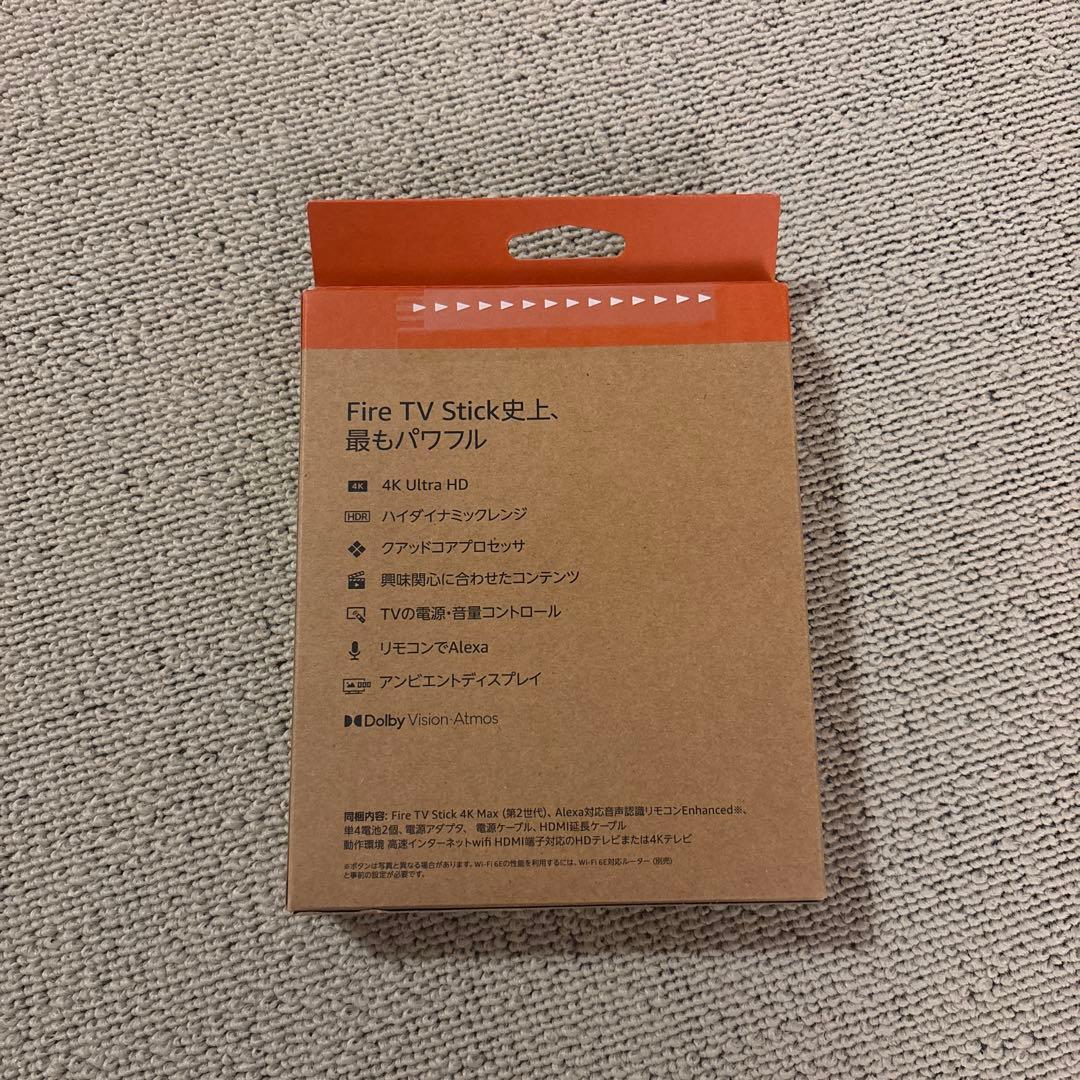 Fire TV Stick史上、
最もパワフル
4K 4K Ultra HD
HDR ハイダイナミックレンジ
クアッドコアプロセッサ
興味関心に合わせたコンテンツ
TVの電源・音量コントロール
リモコンでAlexa
アンビエントディスプレイ
Dolby Vision·Atmos
同梱内容: Fire TV Stick 4K Max (第2世代)、Alexa対応音声認識リモコンEnhanced※、
単4電池2個、電源アダプタ、 電源ケーブル、HDMI延長ケーブル
動作環境 高速インターネットwifi HDMI端子対応のHDテレビまたは4Kテレビ
※ボタンは写真と異なる場合があります。Wi-Fi 6Eの性能を利用するには、Wi-Fi 6E対応ルーター (別売)
と事前の設定が必要です。